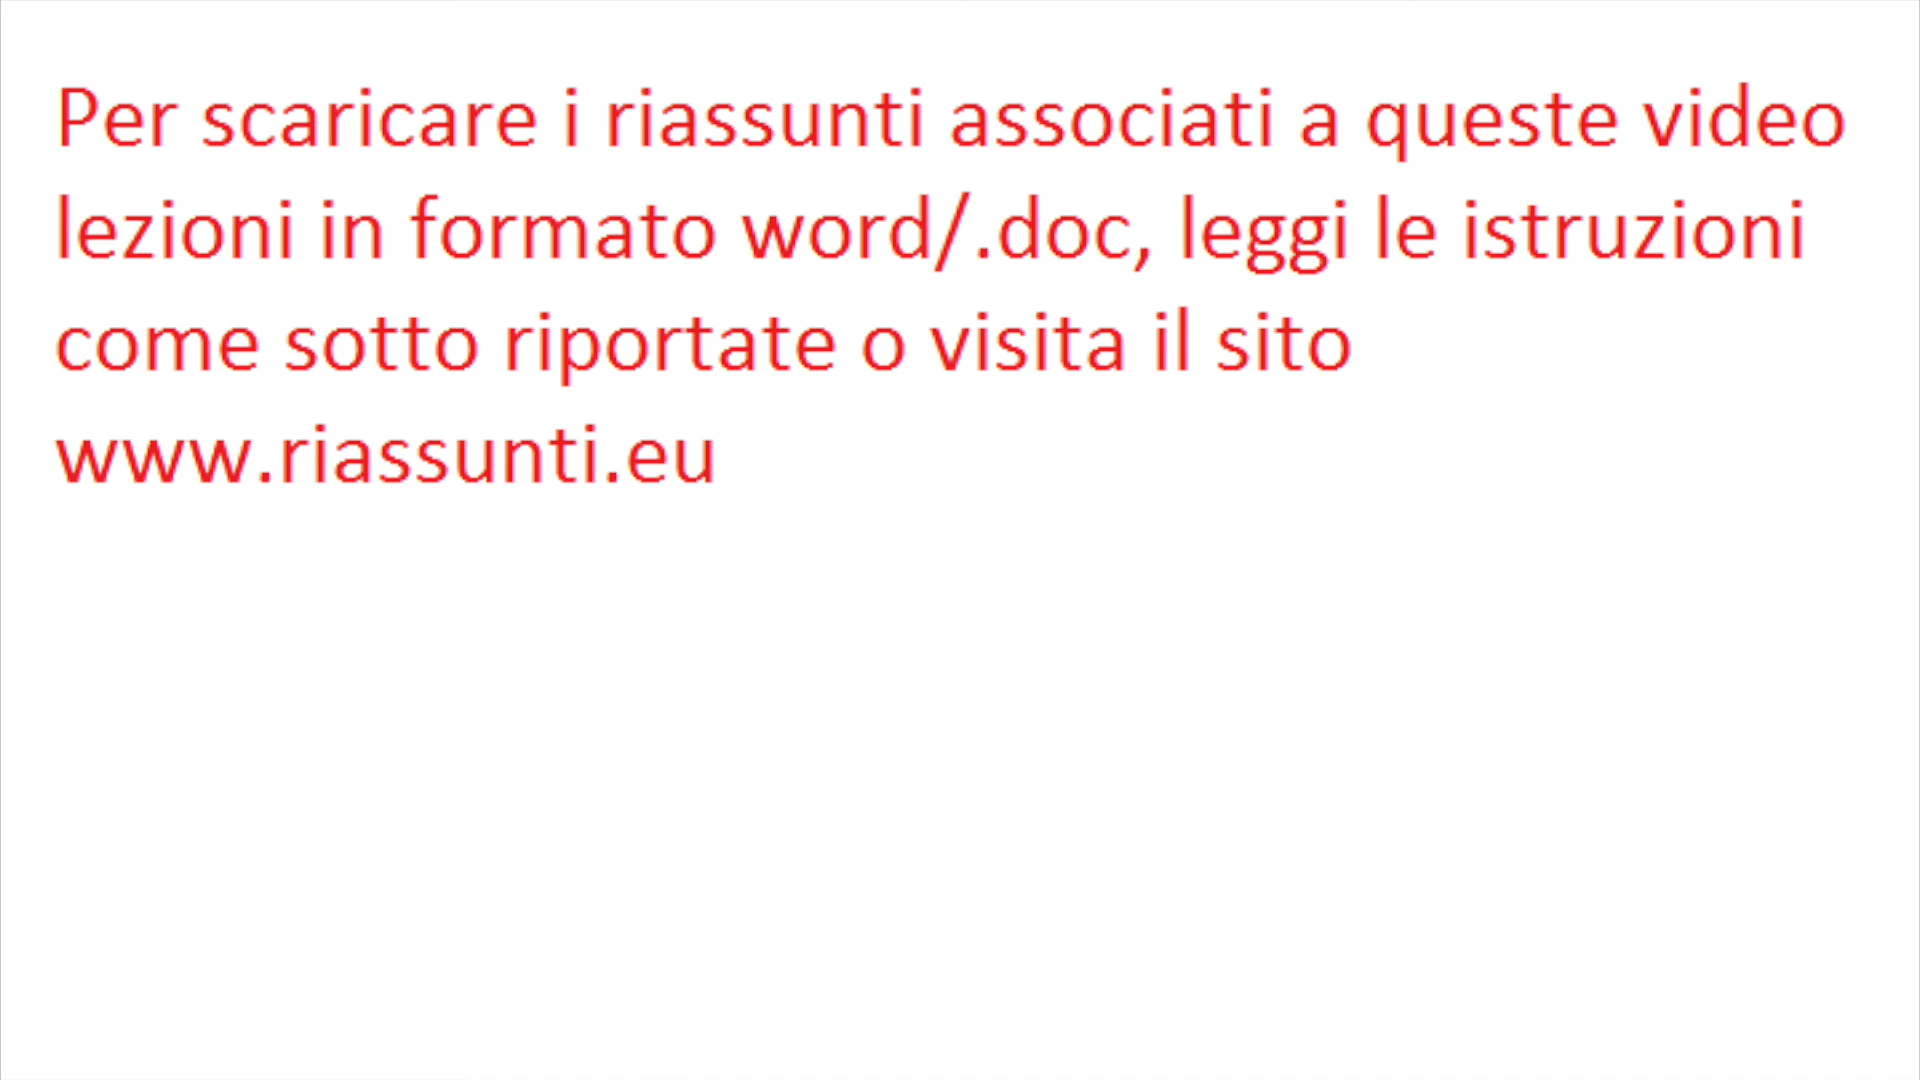 Per scaricare i riassunti associati a queste video
lezioni in formato word/.doc, leggi le istruzioni
come sotto riportate o visita il sito
www.riassunti.eu